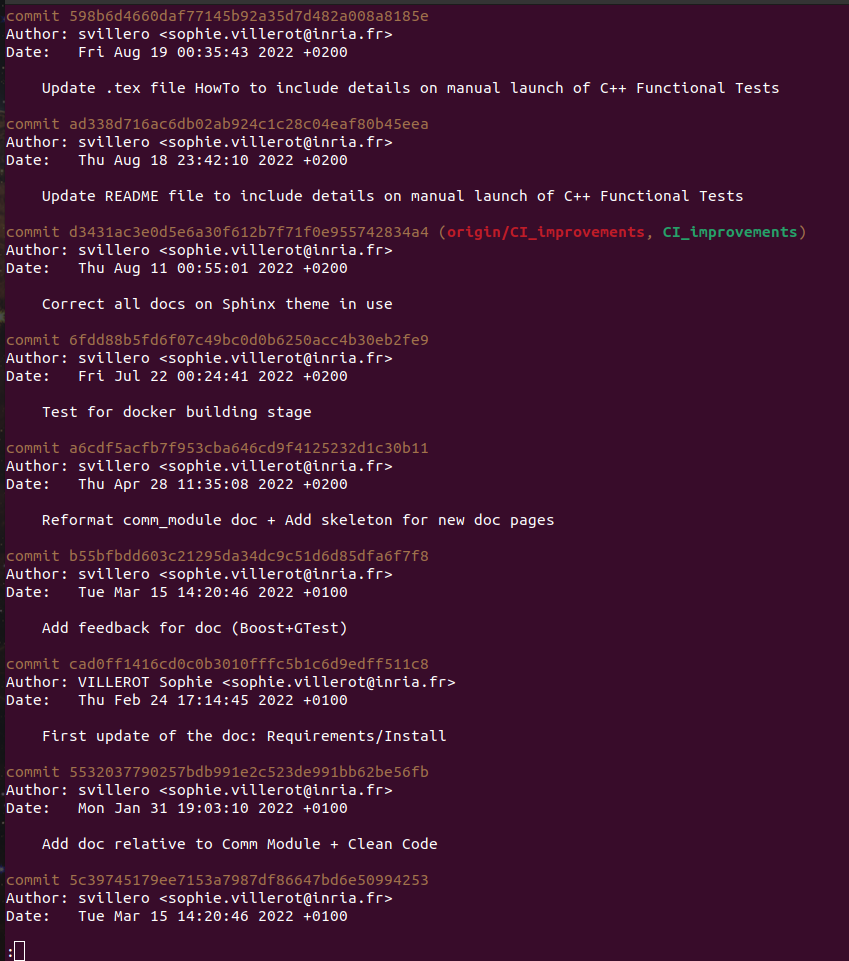 commit 598b6d4660daf77145b92a35d7d482a008a8185e
Author: svillero <sophie.villerot@inria.fr>
Date:   Fri Aug 19 00:35:43 2022 +0200
    Update .tex file HowTo to include details on manual launch of C++ Functional Tests
commit ad338d716ac6db02ab924c1c28c04eaf80b45eea
Author: svillero <sophie.villerot@inria.fr>
Date:   Thu Aug 18 23:42:10 2022 +0200
    Update README file to include details on manual launch of C++ Functional Tests
commit d3431ac3e0d5e6a30f612b7f71f0e955742834a4 (origin/CI_improvements, CI_improvements)
Author: svillero <sophie.villerot@inria.fr>
Date:   Thu Aug 11 00:55:01 2022 +0200
    Correct all docs on Sphinx theme in use
commit 6fdd88b5fd6f07c49bc0d0b6250acc4b30eb2fe9
Author: svillero <sophie.villerot@inria.fr>
Date:   Fri Jul 22 00:24:41 2022 +0200
    Test for docker building stage
commit a6cdf5acfb7f953cba646cd9f4125232d1c30b11
Author: svillero <sophie.villerot@inria.fr>
Date:   Thu Apr 28 11:35:08 2022 +0200
    Reformat comm_module doc + Add skeleton for new doc pages
commit b55bfbdd603c21295da34dc9c51d6d85dfa6f7f8
Author: svillero <sophie.villerot@inria.fr>
Date:   Tue Mar 15 14:20:46 2022 +0100
    Add feedback for doc (Boost+GTest)
commit cad0ff1416cd0c0b3010fffc5b1c6d9edff511c8
Author: VILLEROT Sophie <sophie.villerot@inria.fr>
Date:   Thu Feb 24 17:14:45 2022 +0100
    First update of the doc: Requirements/Install
commit 5532037790257bdb991e2c523de991bb62be56fb
Author: svillero <sophie.villerot@inria.fr>
Date:   Mon Jan 31 19:03:10 2022 +0100
    Add doc relative to Comm Module + Clean Code
commit 5c39745179ee7153a7987df86647bd6e50994253
Author: svillero <sophie.villerot@inria.fr>
Date:   Tue Mar 15 14:20:46 2022 +0100
: